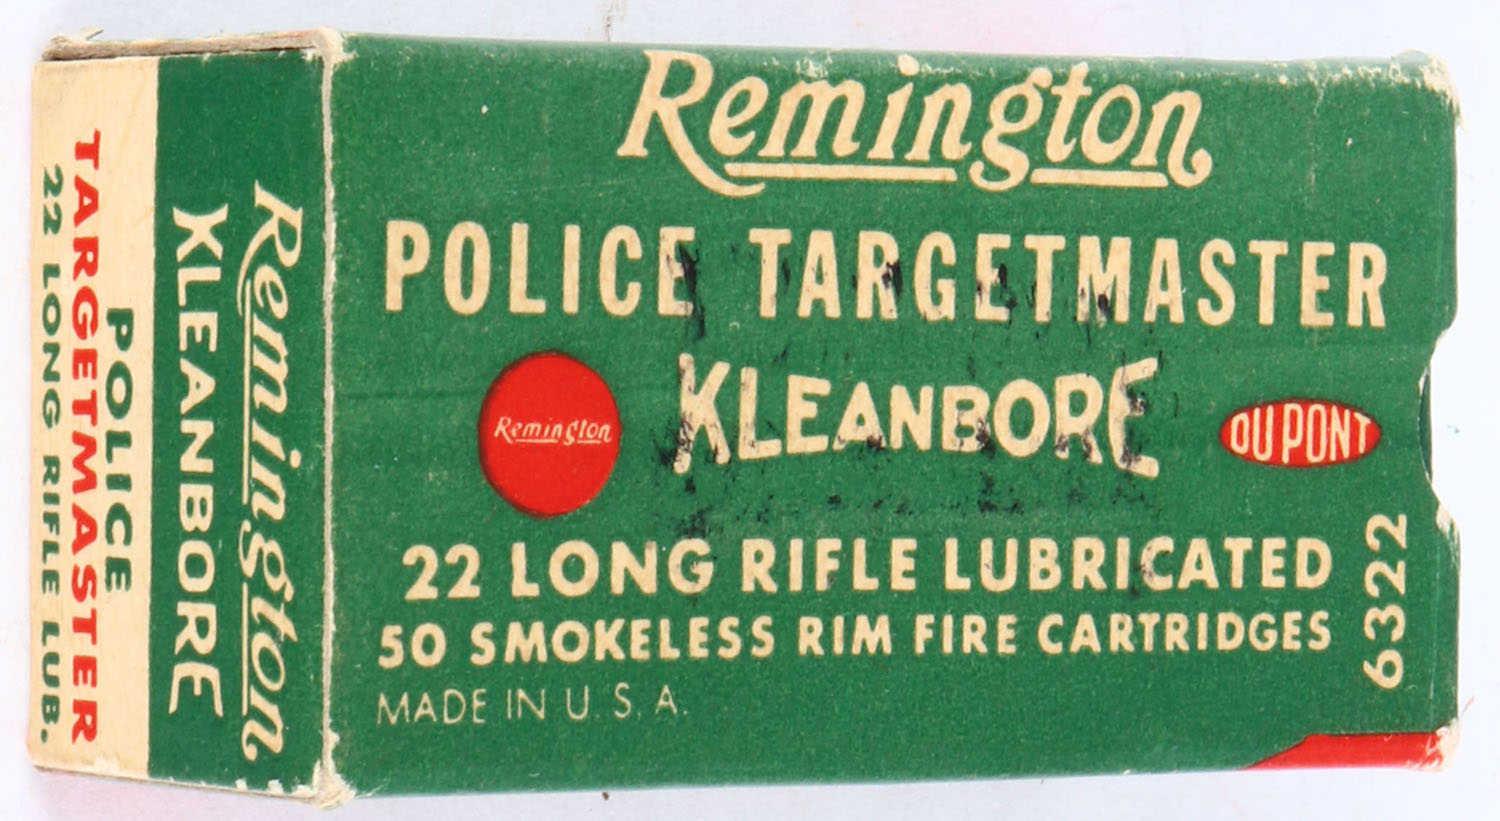 Remington
POLICE TARGETMASTER
Remington
KLEANBORE
DU PONT
22 LONG RIFLE LUBRICATED
50 SMOKELESS RIM FIRE CARTRIDGES
MADE IN U. S. A.
6322
Remington
KLEANBORE
POLICE
TARGETMASTER
22 LONG RIFLE LUB.